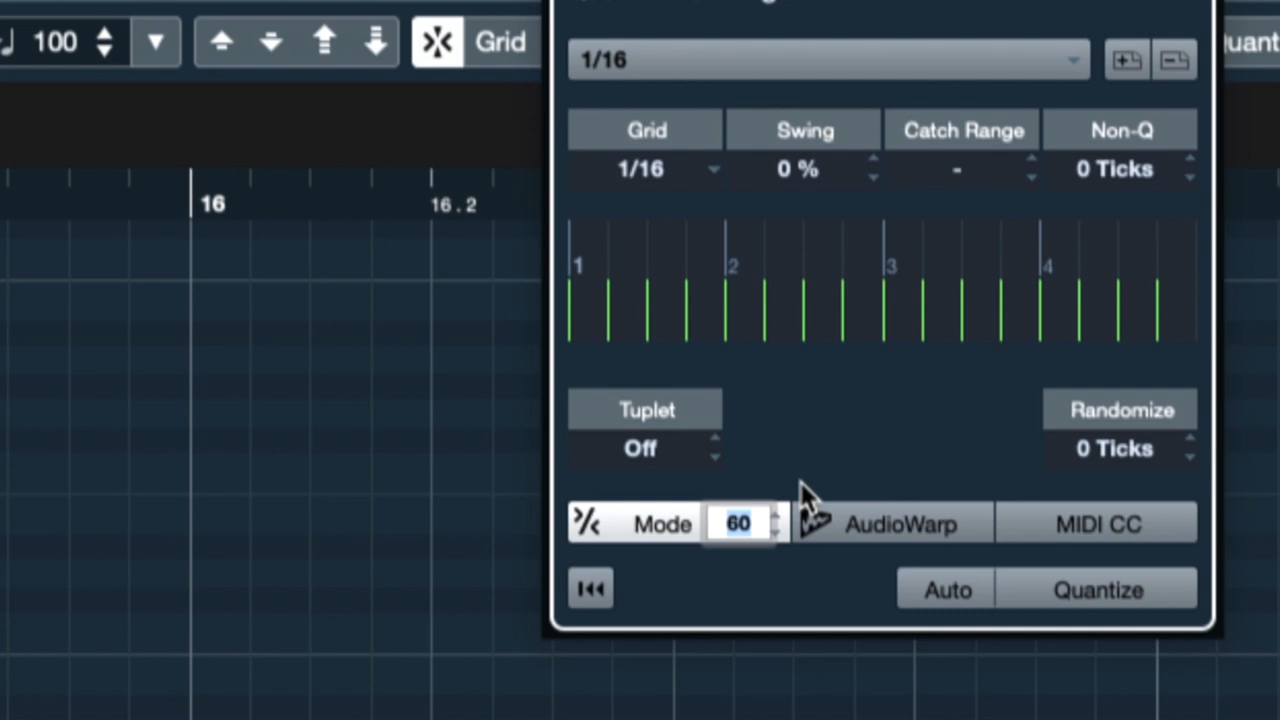 100 Grid
16 16.2
1/16
Grid Swing Catch Range Non-Q
1/16 0 % - 0 Ticks
1 2 3 4
Tuplet Randomize
Off 0 Ticks
Mode 60 AudioWarp MIDI CC
Auto Quantize